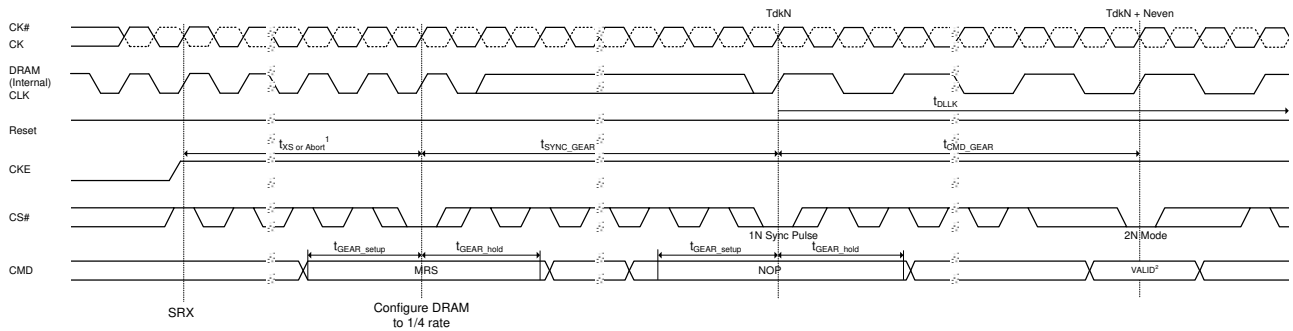 TdkN
TdkN + Neven
CK#
CK
DRAM
(Internal)
CLK
tDLLK
Reset
tXS or Abort1
tSYNC_GEAR
tCMD_GEAR
CKE
CS#
1N Sync Pulse
2N Mode
tGEAR_setup
tGEAR_hold
tGEAR_setup
tGEAR_hold
CMD
MRS
NOP
VALID2
SRX
Configure DRAM
to 1/4 rate